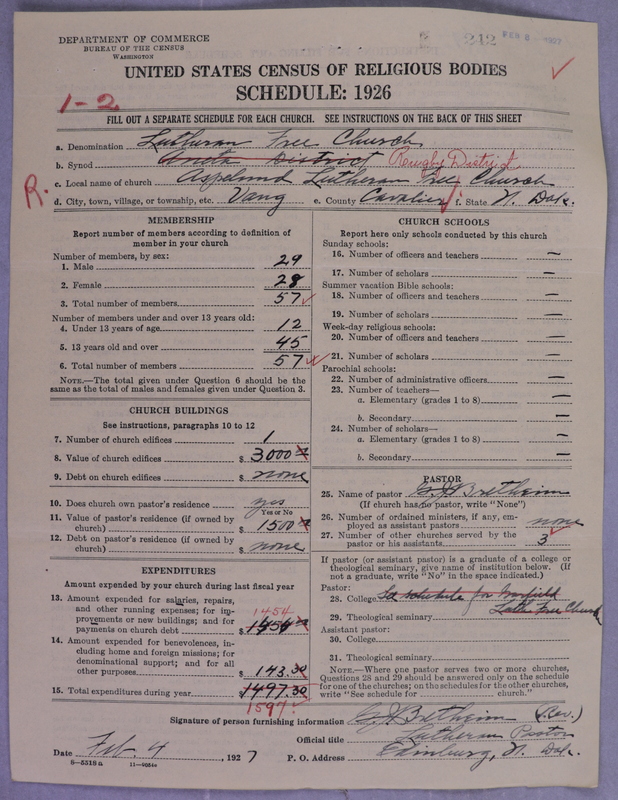 DEPARTMENT OF COMMERCE
BUREAU OF THE CENSUS
WASHINGTON
242 FEB 8 1927
UNITED STATES CENSUS OF RELIGIOUS BODIES
SCHEDULE: 1926
1-2
FILL OUT A SEPARATE SCHEDULE FOR EACH CHURCH. SEE INSTRUCTIONS ON THE BACK OF THIS SHEET
a. Denomination Lutheran Free Church
b. Synod Aneta District Rugby District
R. c. Local name of church Aspelund Lutheran Free Church
d. City, town, village, or township, etc. Vang e. County Cavalier f. State N. Dak.
MEMBERSHIP
Report number of members according to definition of
member in your church
Number of members, by sex:
1. Male 29
2. Female 28
3. Total number of members 57
Number of members under and over 13 years old:
4. Under 13 years of age 12
5. 13 years old and over 45
6. Total number of members 57
NOTE.—The total given under Question 6 should be the
same as the total of males and females given under Question 3.
CHURCH BUILDINGS
See instructions, paragraphs 10 to 12
7. Number of church edifices 1
8. Value of church edifices $ 3000
9. Debt on church edifices $ none
10. Does church own pastor's residence yes
Yes or No
11. Value of pastor's residence (if owned by
church) $ 1500
12. Debt on pastor's residence (if owned by
church) $ none
EXPENDITURES
Amount expended by your church during last fiscal year
13. Amount expended for salaries, repairs,
and other running expenses; for im-
provements or new buildings; and for
payments on church debt $ 1454
1454
14. Amount expended for benevolences, in-
cluding home and foreign missions; for
denominational support; and for all
other purposes $ 143.30
15. Total expenditures during year $ 1497.30
1597
CHURCH SCHOOLS
Report here only schools conducted by this church
Sunday schools:
16. Number of officers and teachers —
17. Number of scholars —
Summer vacation Bible schools:
18. Number of officers and teachers —
19. Number of scholars —
Week-day religious schools:
20. Number of officers and teachers —
21. Number of scholars —
Parochial schools:
22. Number of administrative officers —
23. Number of teachers—
a. Elementary (grades 1 to 8) —
b. Secondary —
24. Number of scholars—
a. Elementary (grades 1 to 8) —
b. Secondary —
PASTOR
25. Name of pastor G. J. Bretheim
(If church has no pastor, write "None")
26. Number of ordained ministers, if any, em-
ployed as assistant pastors none
27. Number of other churches served by the
pastor or his assistants 3
If pastor (or assistant pastor) is a graduate of a college or
theological seminary, give name of institution below. (If
not a graduate, write "No" in the space indicated.)
Pastor:
28. College See schedule for Garfield
29. Theological seminary Luth. Free Church
Assistant pastor:
30. College
31. Theological seminary
NOTE.—Where one pastor serves two or more churches,
Questions 28 and 29 should be answered only on the schedule
for one of the churches; on the schedules for the other churches,
write "See schedule for church."
Signature of person furnishing information G. J. Bretheim (Rev.)
Official title Lutheran Pastor
Date Feb. 4, 1927 P. O. Address Edinburg, N. Dak.
8-5518a 11-9034a